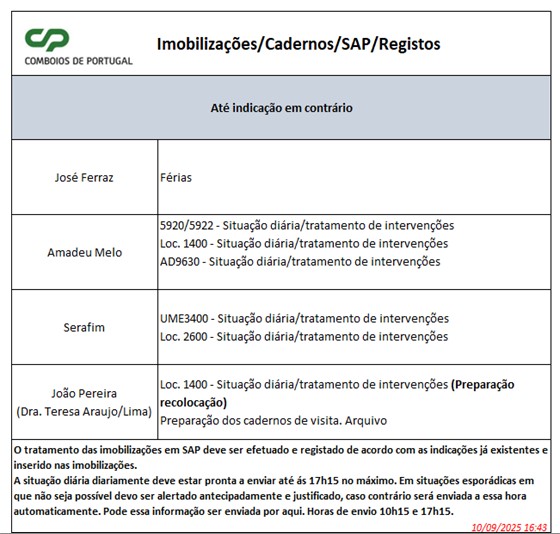 CP
COMBOIOS DE PORTUGAL
Imobilizações/Cadernos/SAP/Registos
Até indicação em contrário
José Ferraz
Férias
Amadeu Melo
5920/5922 - Situação diária/tratamento de intervenções
Loc. 1400 - Situação diária/tratamento de intervenções
AD9630 - Situação diária/tratamento de intervenções
Serafim
UME3400 - Situação diária/tratamento de intervenções
Loc. 2600 - Situação diária/tratamento de intervenções
João Pereira
(Dra. Teresa Araujo/Lima)
Loc. 1400 - Situação diária/tratamento de intervenções (Preparação
recolocação)
Preparação dos cadernos de visita. Arquivo
O tratamento das imobilizações em SAP deve ser efetuado e registado de acordo com as indicações já existentes e
inserido nas imobilizações.
A situação diária diariamente deve estar pronta a enviar até ás 17h15 no máximo. Em situações esporádicas em
que não seja possível devo ser alertado antecipadamente e justificado, caso contrário será enviada a essa hora
automaticamente. Pode essa informação ser enviada por aqui. Horas de envio 10h15 e 17h15.
10/09/2025 16:43